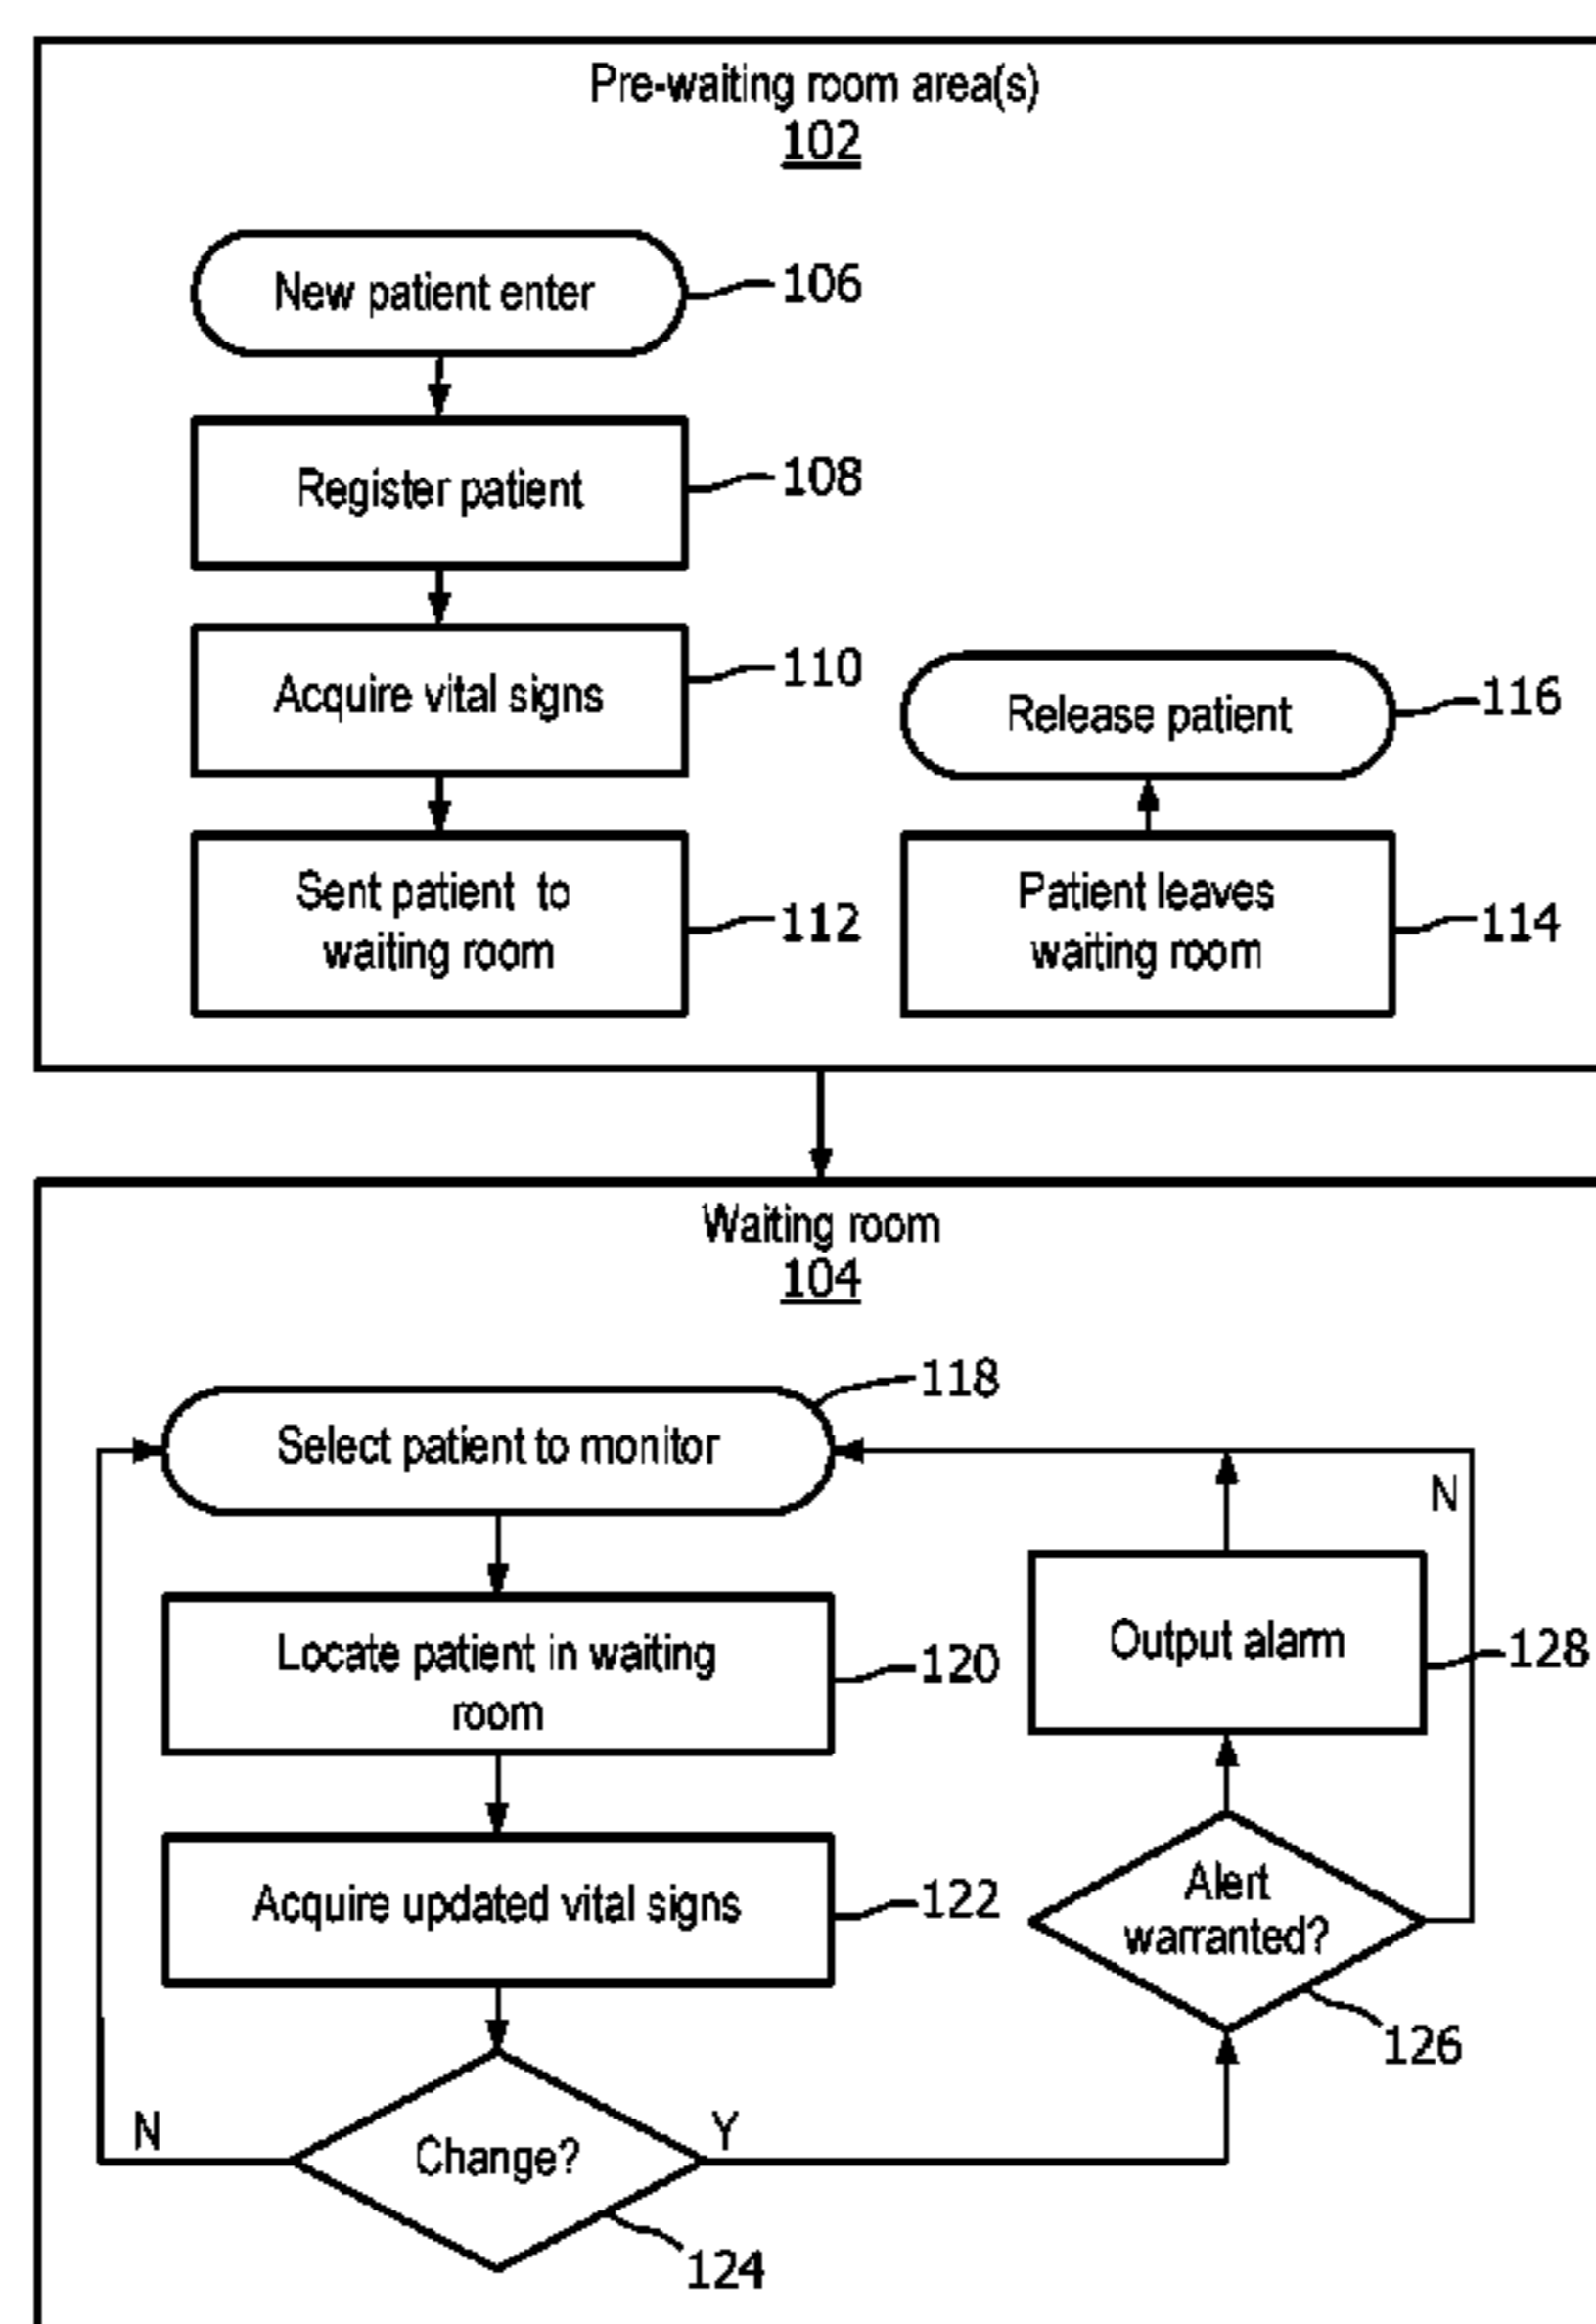 Pre-waiting room area(s)
102
New patient enter
106
Register patient
108
Acquire vital signs
110
Sent patient to
waiting room
112
Release patient
116
Patient leaves
waiting room
114
Waiting room
104
Select patient to monitor
118
Locate patient in waiting
room
120
Acquire updated vital signs
122
Change?
N
Y
124
Alert
warranted?
126
N
Output alarm
128